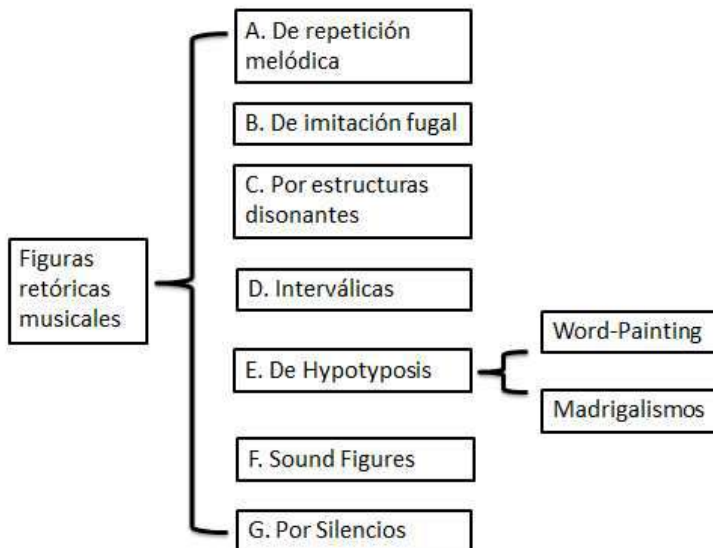 Figuras
retóricas
musicales
A. De repetición
melódica
B. De imitación fugal
C. Por estructuras
disonantes
D. Interválicas
E. De Hypotyposis
Word-Painting
Madrigalismos
F. Sound Figures
G. Por Silencios